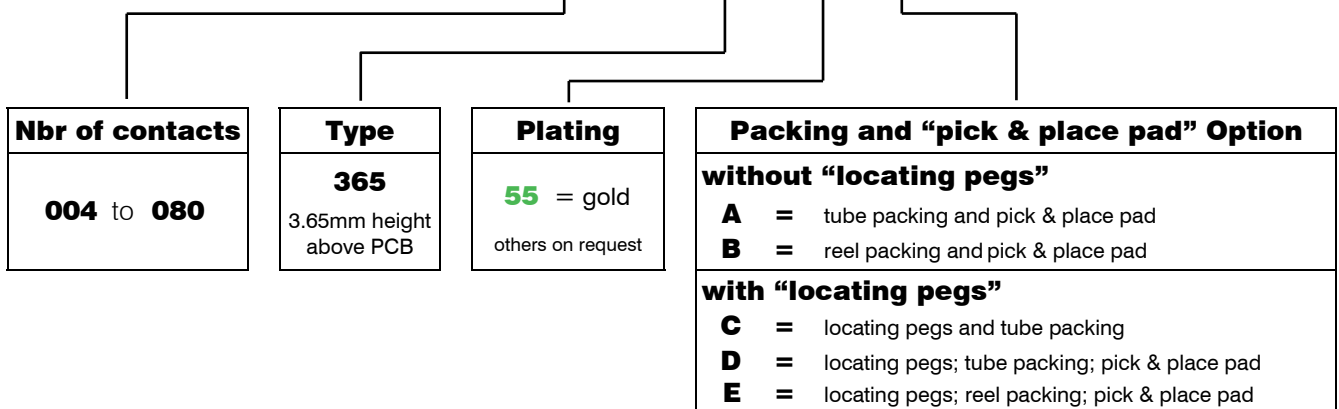 Nbr of contacts
004 to 080
Type
365
3.65mm height
above PCB
Plating
55 = gold
others on request
Packing and “pick & place pad” Option
without “locating pegs”
A = tube packing and pick & place pad
B = reel packing and pick & place pad
with “locating pegs”
C = locating pegs and tube packing
D = locating pegs; tube packing; pick & place pad
E = locating pegs; reel packing; pick & place pad